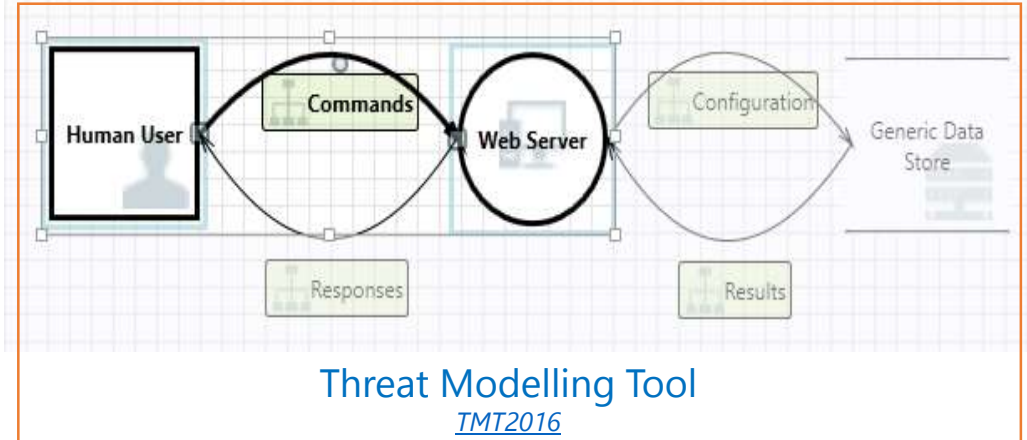 Commands
Configuration
Human User
Web Server
Generic Data
Store
Responses
Results
Threat Modelling Tool
TMT2016